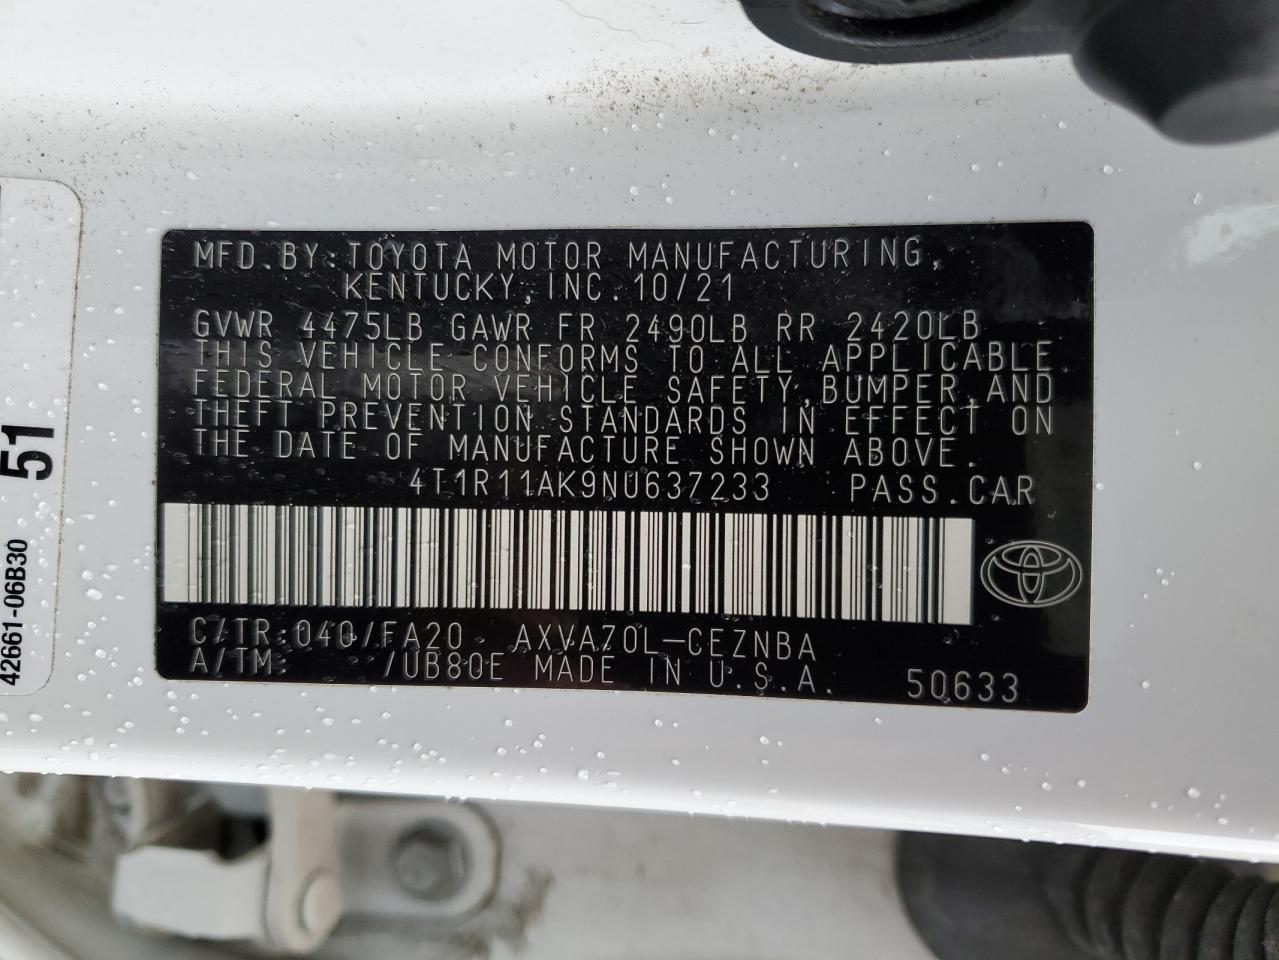 MFD.BY:TOYOTA MOTOR MANUFACTURING,
KENTUCKY,INC.10/21
GVWR 4475LB GAWR FR 2490LB RR 2420LB
THIS VEHICLE CONFORMS TO ALL APPLICABLE
FEDERAL MOTOR VEHICLE SAFETY,BUMPER,AND
THEFT PREVENTION STANDARDS IN EFFECT ON
THE DATE OF MANUFACTURE SHOWN ABOVE.
4T1R11AK9NU637233 PASS.CAR
C/TR:040/FA20 AXVA70L-CEZNBA
A/TM: /UB80E MADE IN U.S.A. 50633
51
42661-06B30